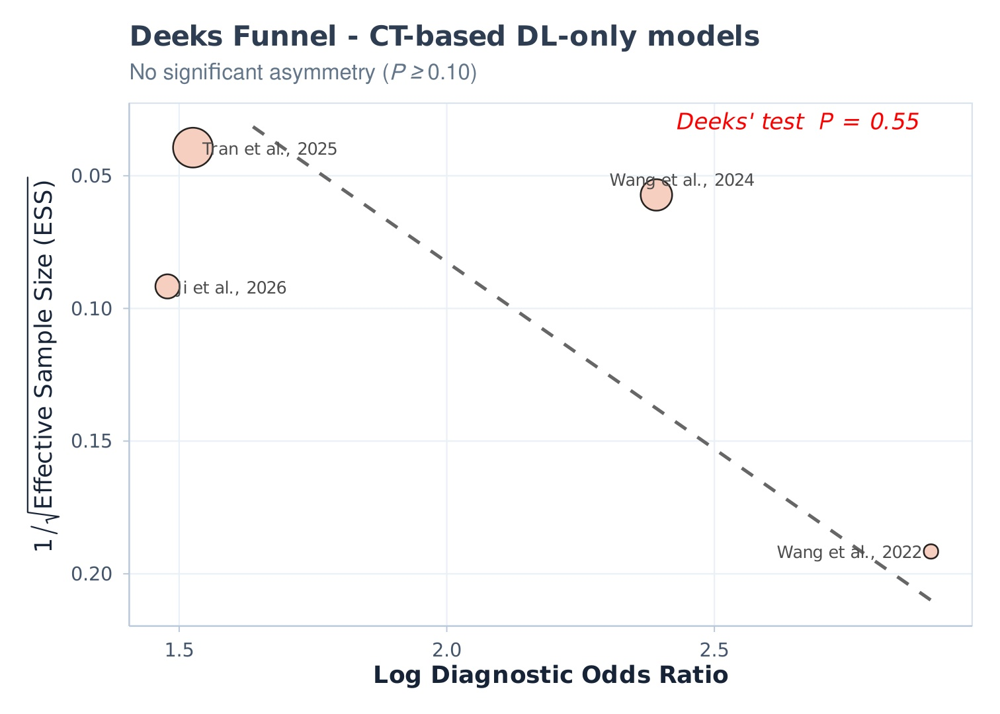 Deeks Funnel - CT-based DL-only models
No significant asymmetry (P ≥ 0.10)
Deeks' test P = 0.55
Tran et al., 2025
Wang et al., 2024
Ji et al., 2026
Wang et al., 2022
1/√Effective Sample Size (ESS)
0.05
0.10
0.15
0.20
1.5
2.0
2.5
Log Diagnostic Odds Ratio